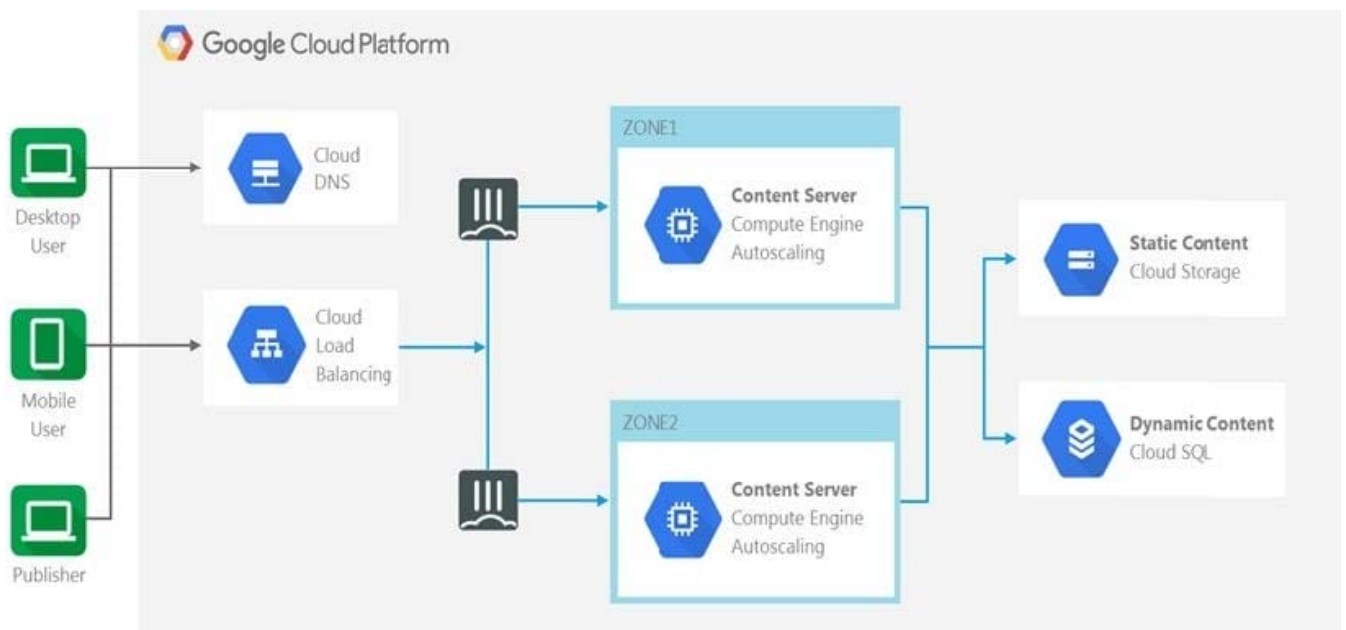 Google Cloud Platform
Desktop
User
Mobile
User
Publisher
Cloud
DNS
Cloud
Load
Balancing
ZONE1
Content Server
Compute Engine
Autoscaling
ZONE2
Content Server
Compute Engine
Autoscaling
Static Content
Cloud Storage
Dynamic Content
Cloud SQL